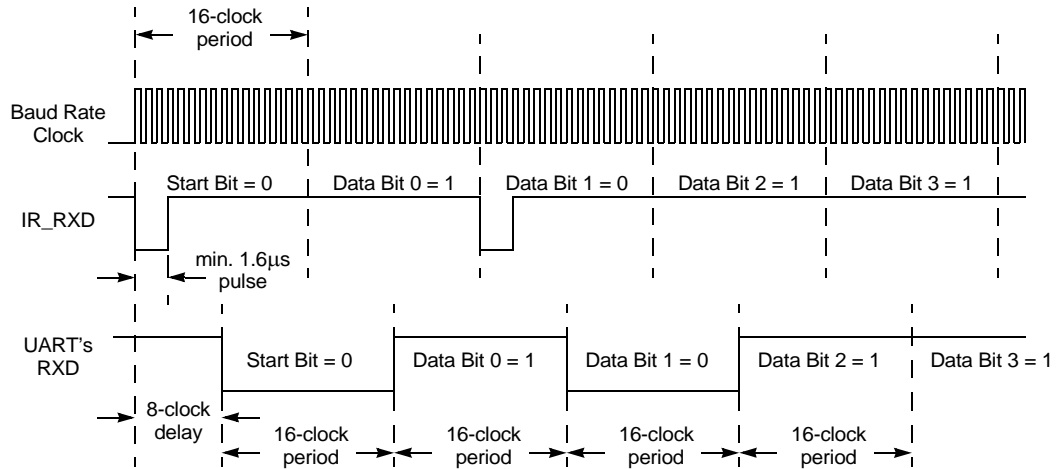 16-clock
period
Baud Rate
Clock
Start Bit = 0
Data Bit 0 = 1
Data Bit 1 = 0
Data Bit 2 = 1
Data Bit 3 = 1
IR_RXD
min. 1.6μs
pulse
UART's
RXD
Start Bit = 0
Data Bit 0 = 1
Data Bit 1 = 0
Data Bit 2 = 1
Data Bit 3 = 1
8-clock
delay
16-clock
period
16-clock
period
16-clock
period
16-clock
period